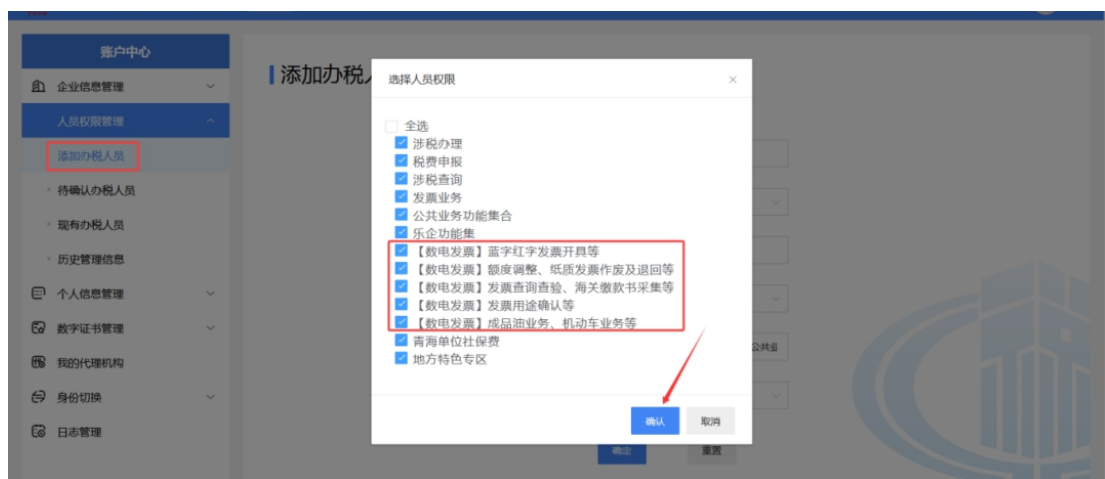 账户中心
企业信息管理
人员权限管理
添加办税人员
待确认办税人员
现有办税人员
历史管理信息
个人信息管理
数字证书管理
我的代理机构
身份切换
日志管理
添加办税
选择人员权限
全选
涉税办理
税费申报
涉税查询
发票业务
公共业务功能集合
乐企功能集
【数电发票】蓝字红字发票开具等
【数电发票】额度调整、纸质发票作废及退回等
【数电发票】发票查询查验、海关缴款书采集等
【数电发票】发票用途确认等
【数电发票】成品油业务、机动车业务等
青海单位社保费
地方特色专区
确认
取消
公共
确定
重置